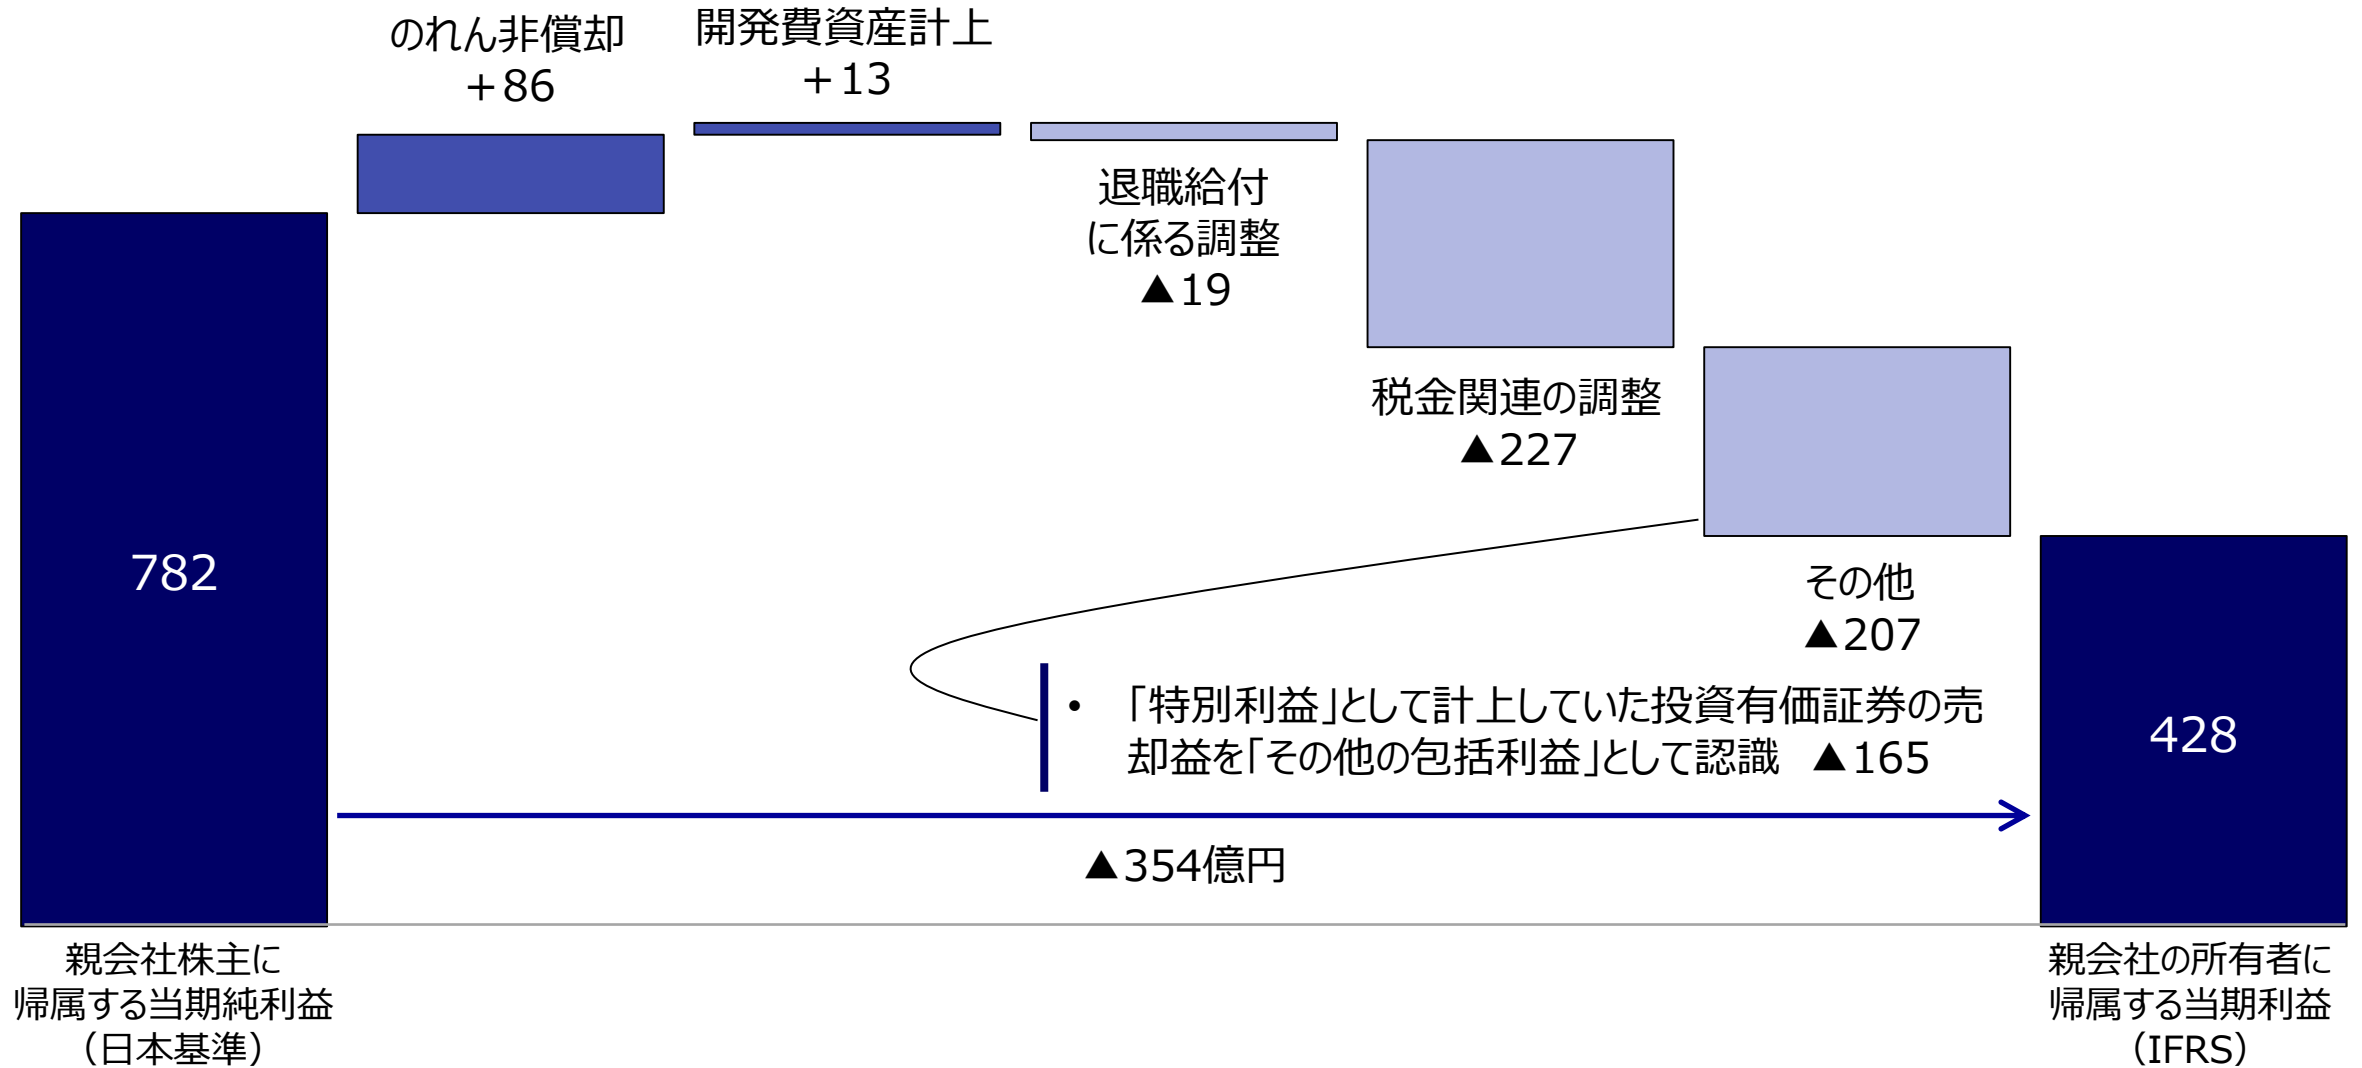 のれん非償却
＋86
開発費資産計上
＋13
退職給付
に係る調整
▲19
税金関連の調整
▲227
その他
▲207
782
• 「特別利益」として計上していた投資有価証券の売
却益を「その他の包括利益」として認識　▲165
428
▲354億円
親会社株主に
帰属する当期純利益
（日本基準）
親会社の所有者に
帰属する当期利益
（IFRS）